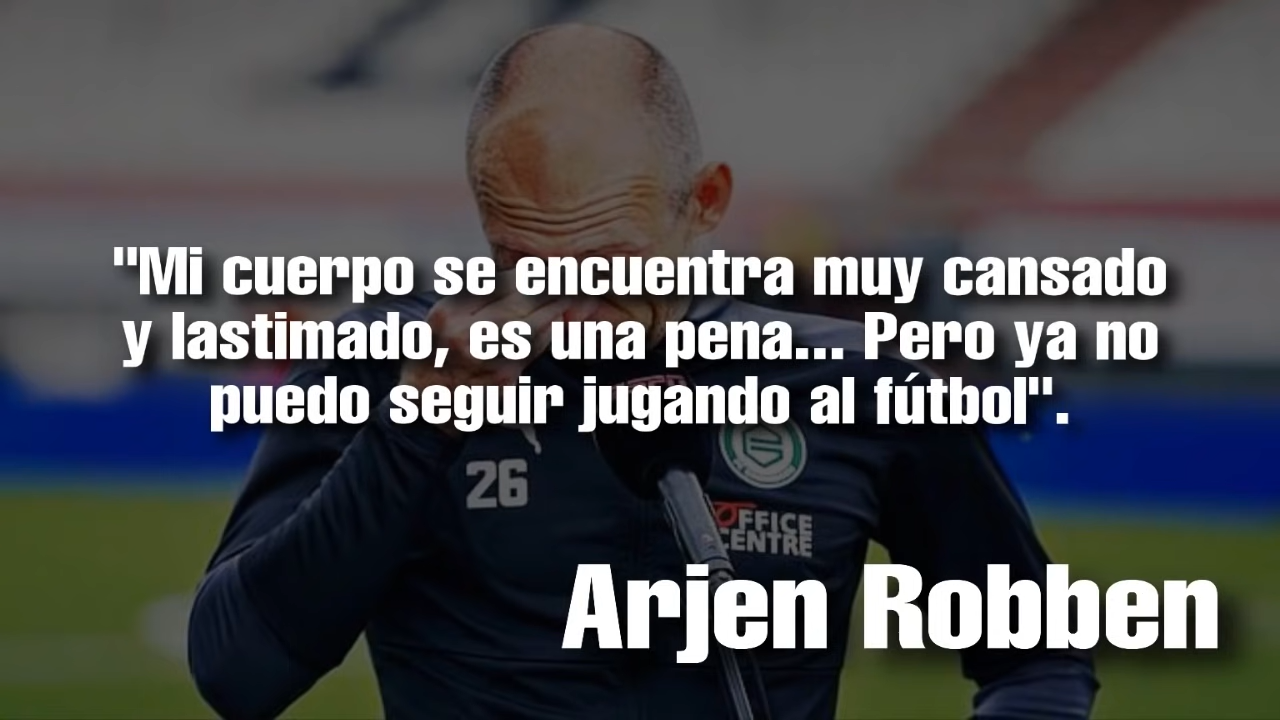 "Mi cuerpo se encuentra muy cansado
y lastimado, es una pena... Pero ya no
puedo seguir jugando al fútbol".
26
OFFICE
CENTRE
Arjen Robben